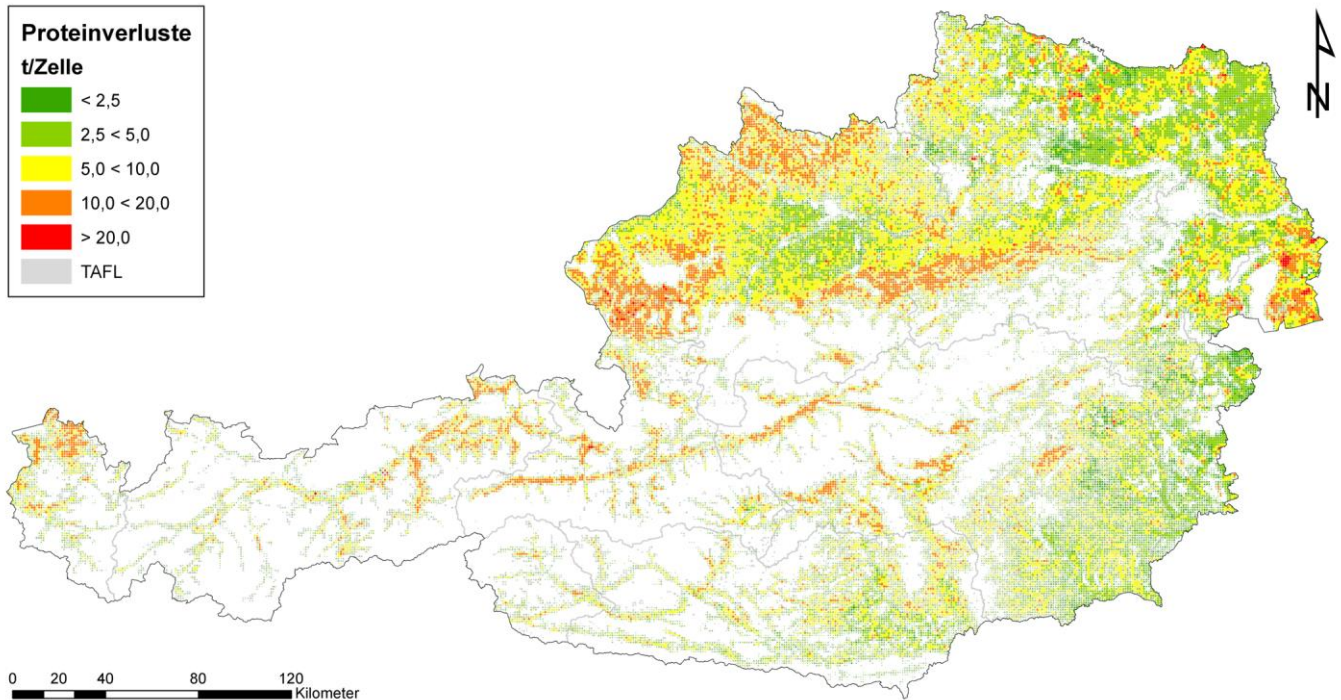 Proteinverluste
t/Zelle
< 2,5
2,5 < 5,0
5,0 < 10,0
10,0 < 20,0
> 20,0
TAFL
N
0 20 40 80 120
Kilometer